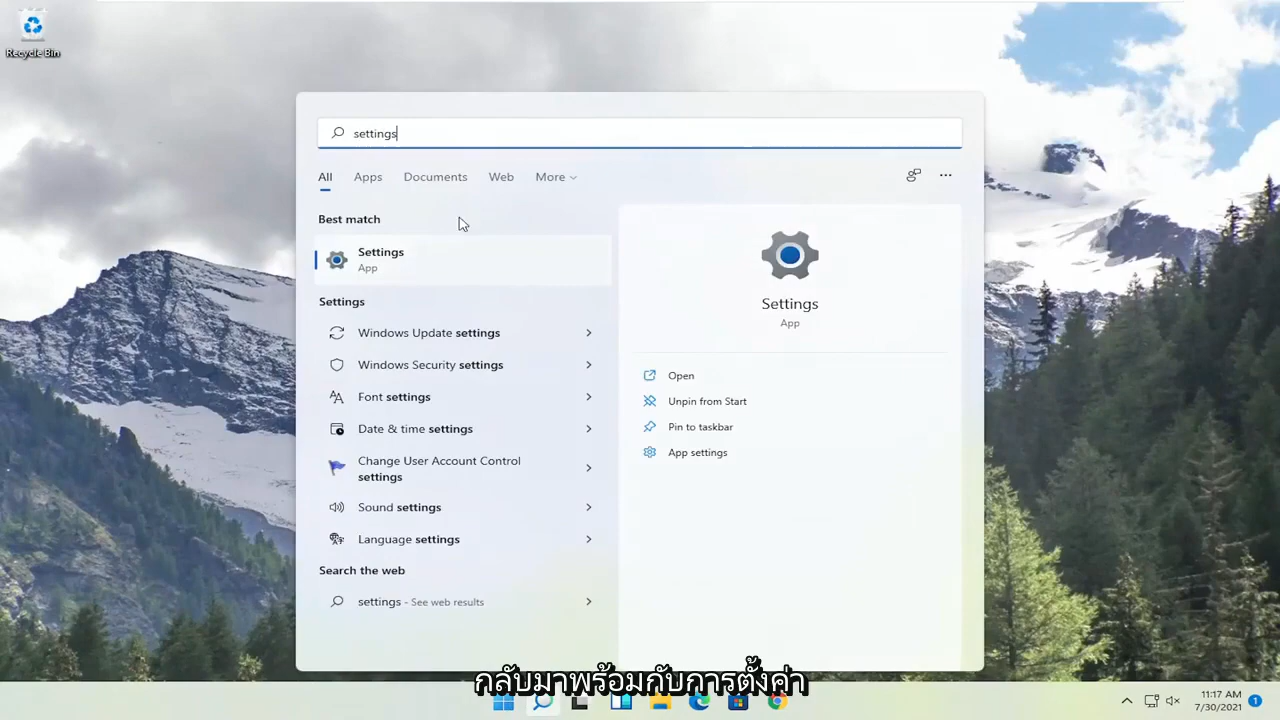 Recycle Bin
settings
All Apps Documents Web More
Best match
Settings
App
Settings
Windows Update settings
Windows Security settings
Font settings
Date & time settings
Change User Account Control
settings
Sound settings
Language settings
Search the web
settings - See web results
Settings
App
Open
Unpin from Start
Pin to taskbar
App settings
กลับมาพร้อมกับการตั้งค่า
11:17 AM
7/30/2021
1